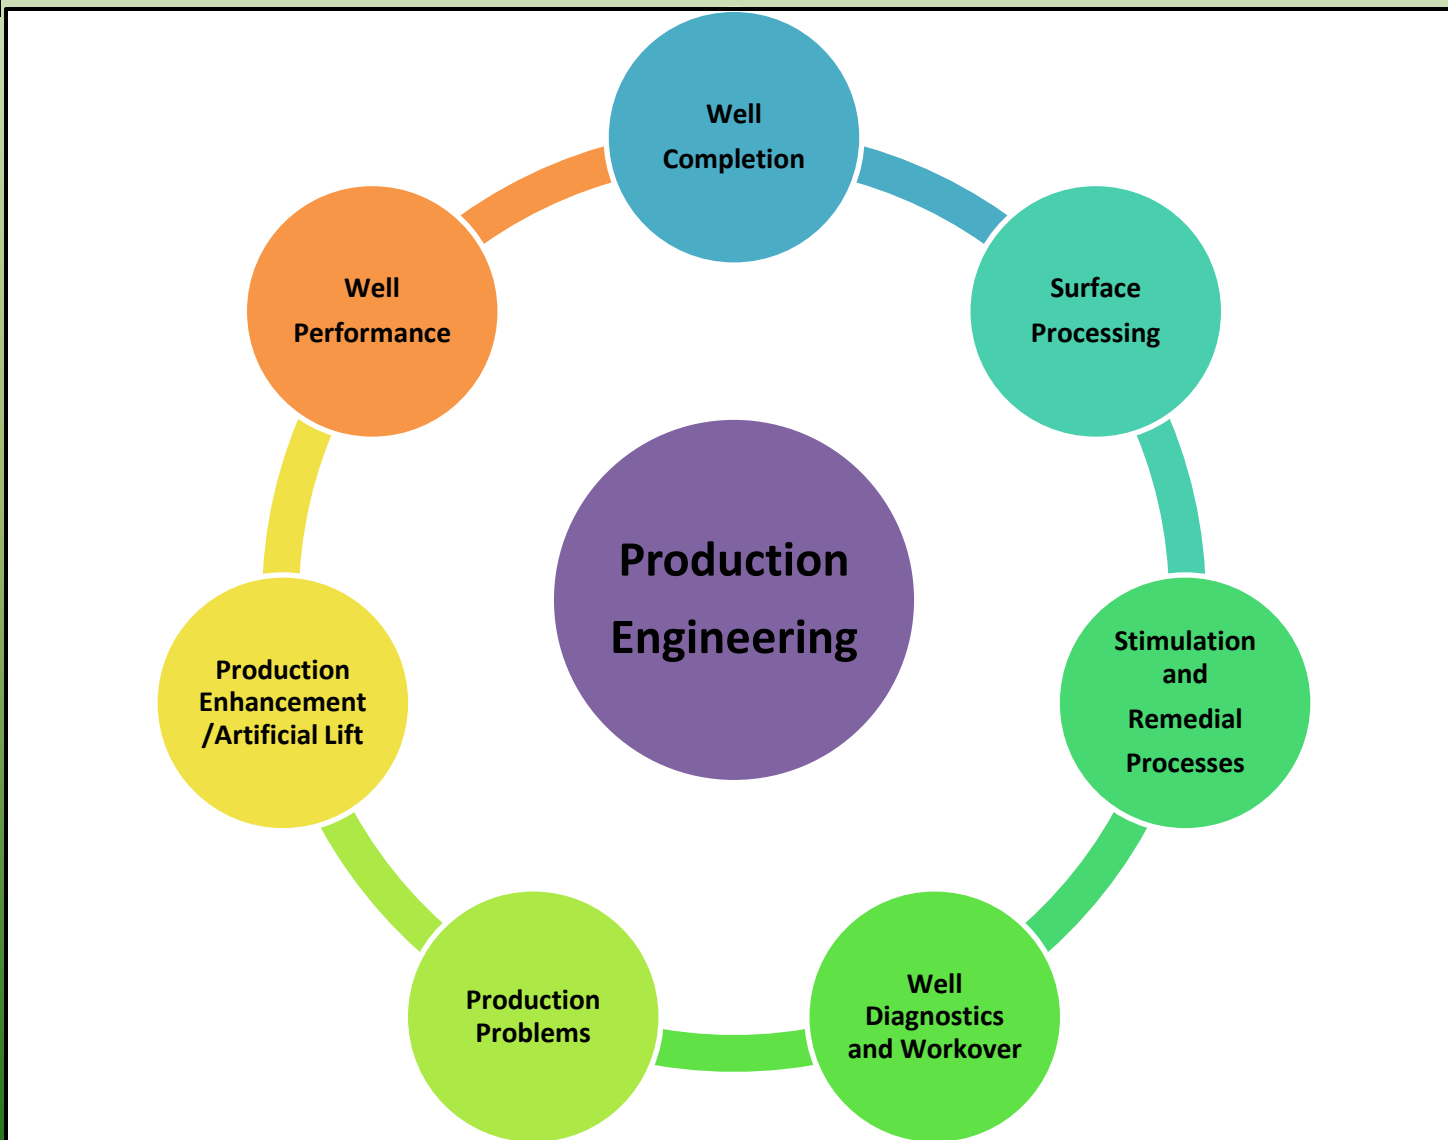 Well
Completion
Surface
Processing
Stimulation
and
Remedial
Processes
Well
Diagnostics
and Workover
Production
Problems
Production
Enhancement
/Artificial Lift
Well
Performance
Production
Engineering